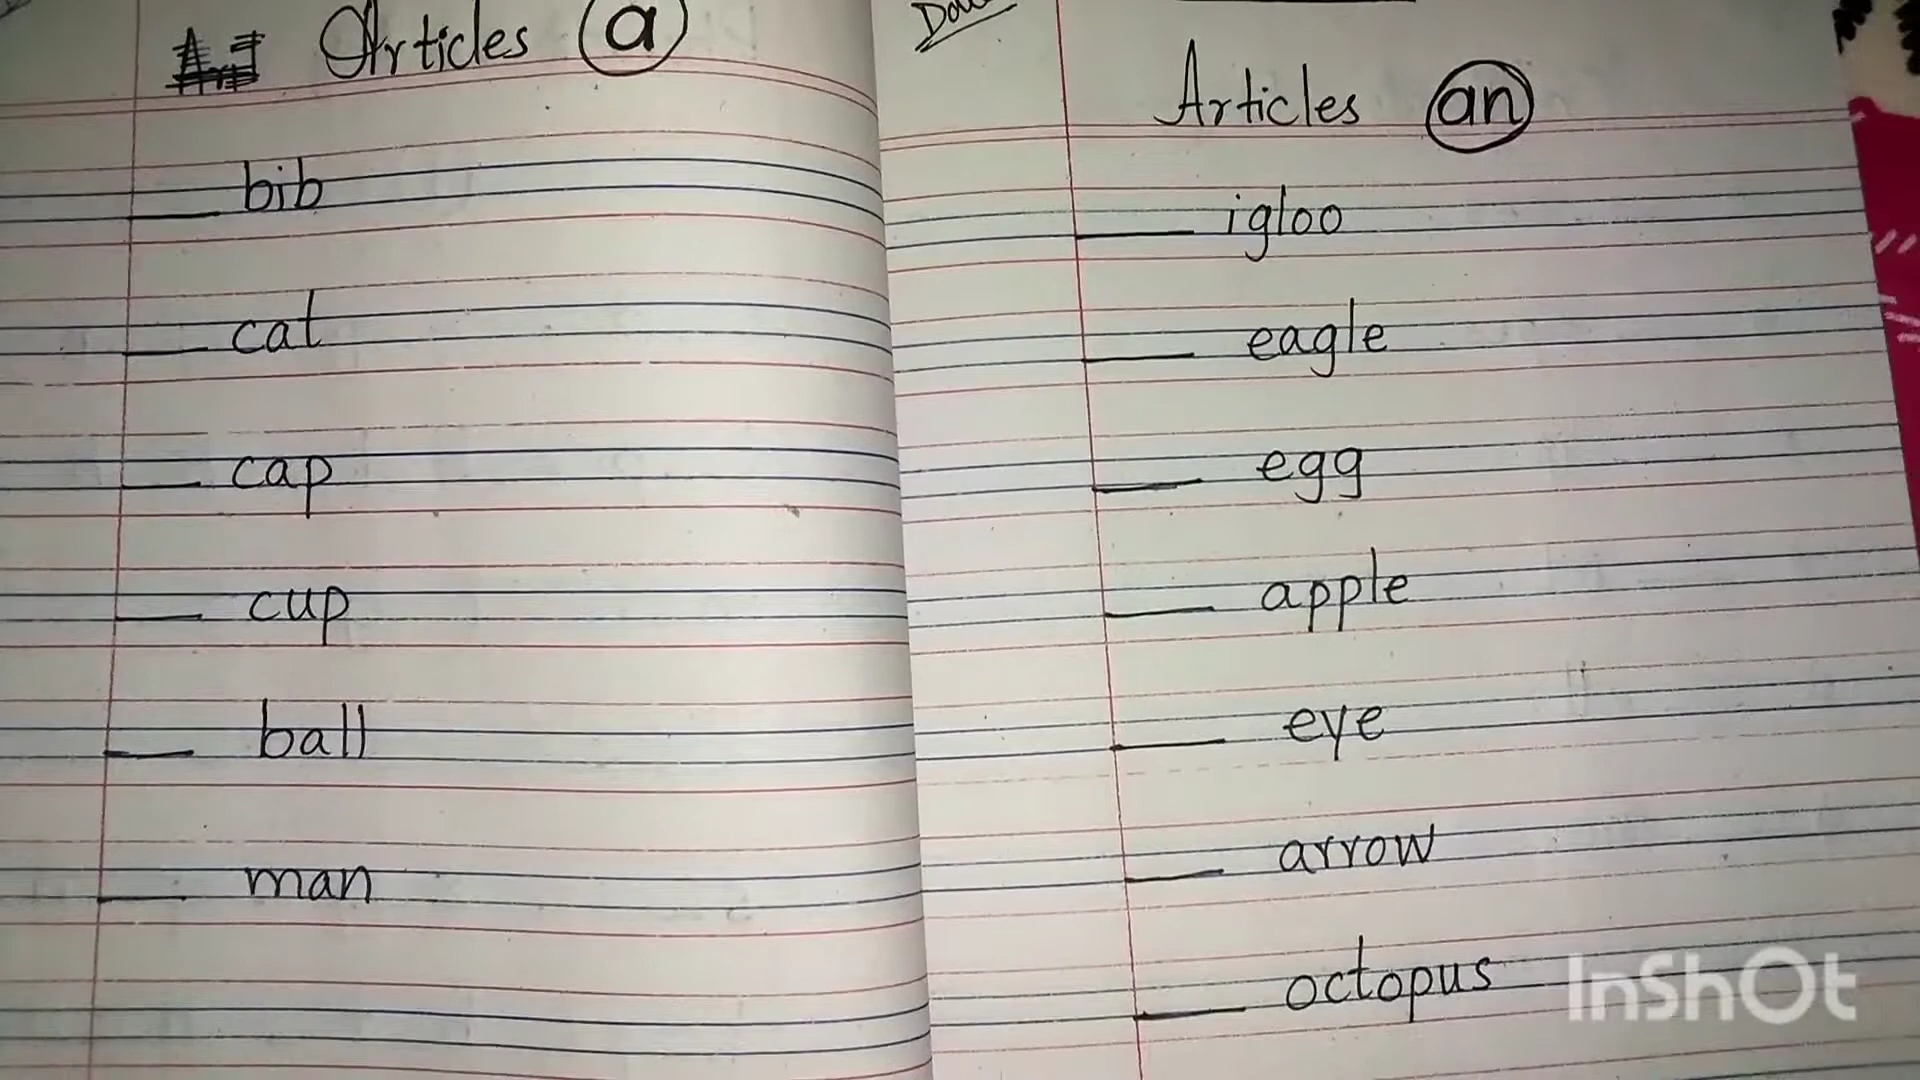 Articles a
___ bib
___ cat
___ cap
___ cup
___ ball
___ man
Articles an
___ igloo
___ eagle
___ egg
___ apple
___ eye
___ arrow
___ octopus
InShOt